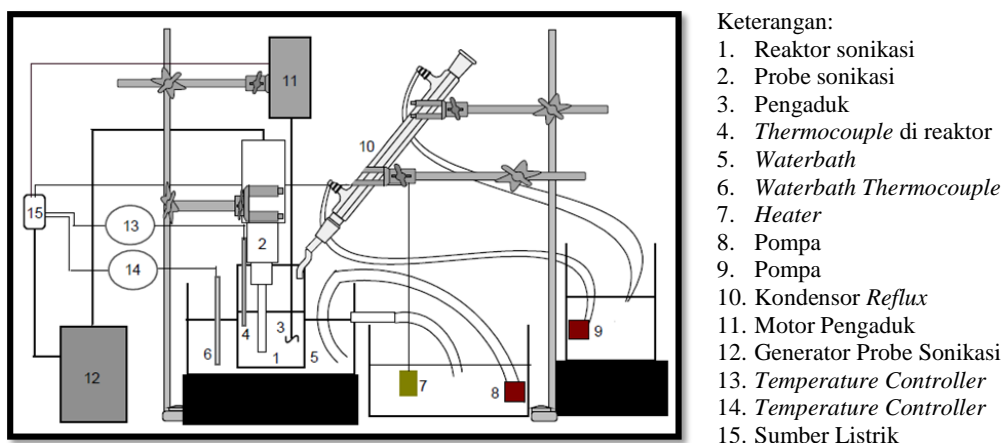 11
10
15
13
2
14
9
4
3
6
1
5
12
7
8
Keterangan:
1. Reaktor sonikasi
2. Probe sonikasi
3. Pengaduk
4. Thermocouple di reaktor
5. Waterbath
6. Waterbath Thermocouple
7. Heater
8. Pompa
9. Pompa
10. Kondensor Reflux
11. Motor Pengaduk
12. Generator Probe Sonikasi
13. Temperature Controller
14. Temperature Controller
15. Sumber Listrik